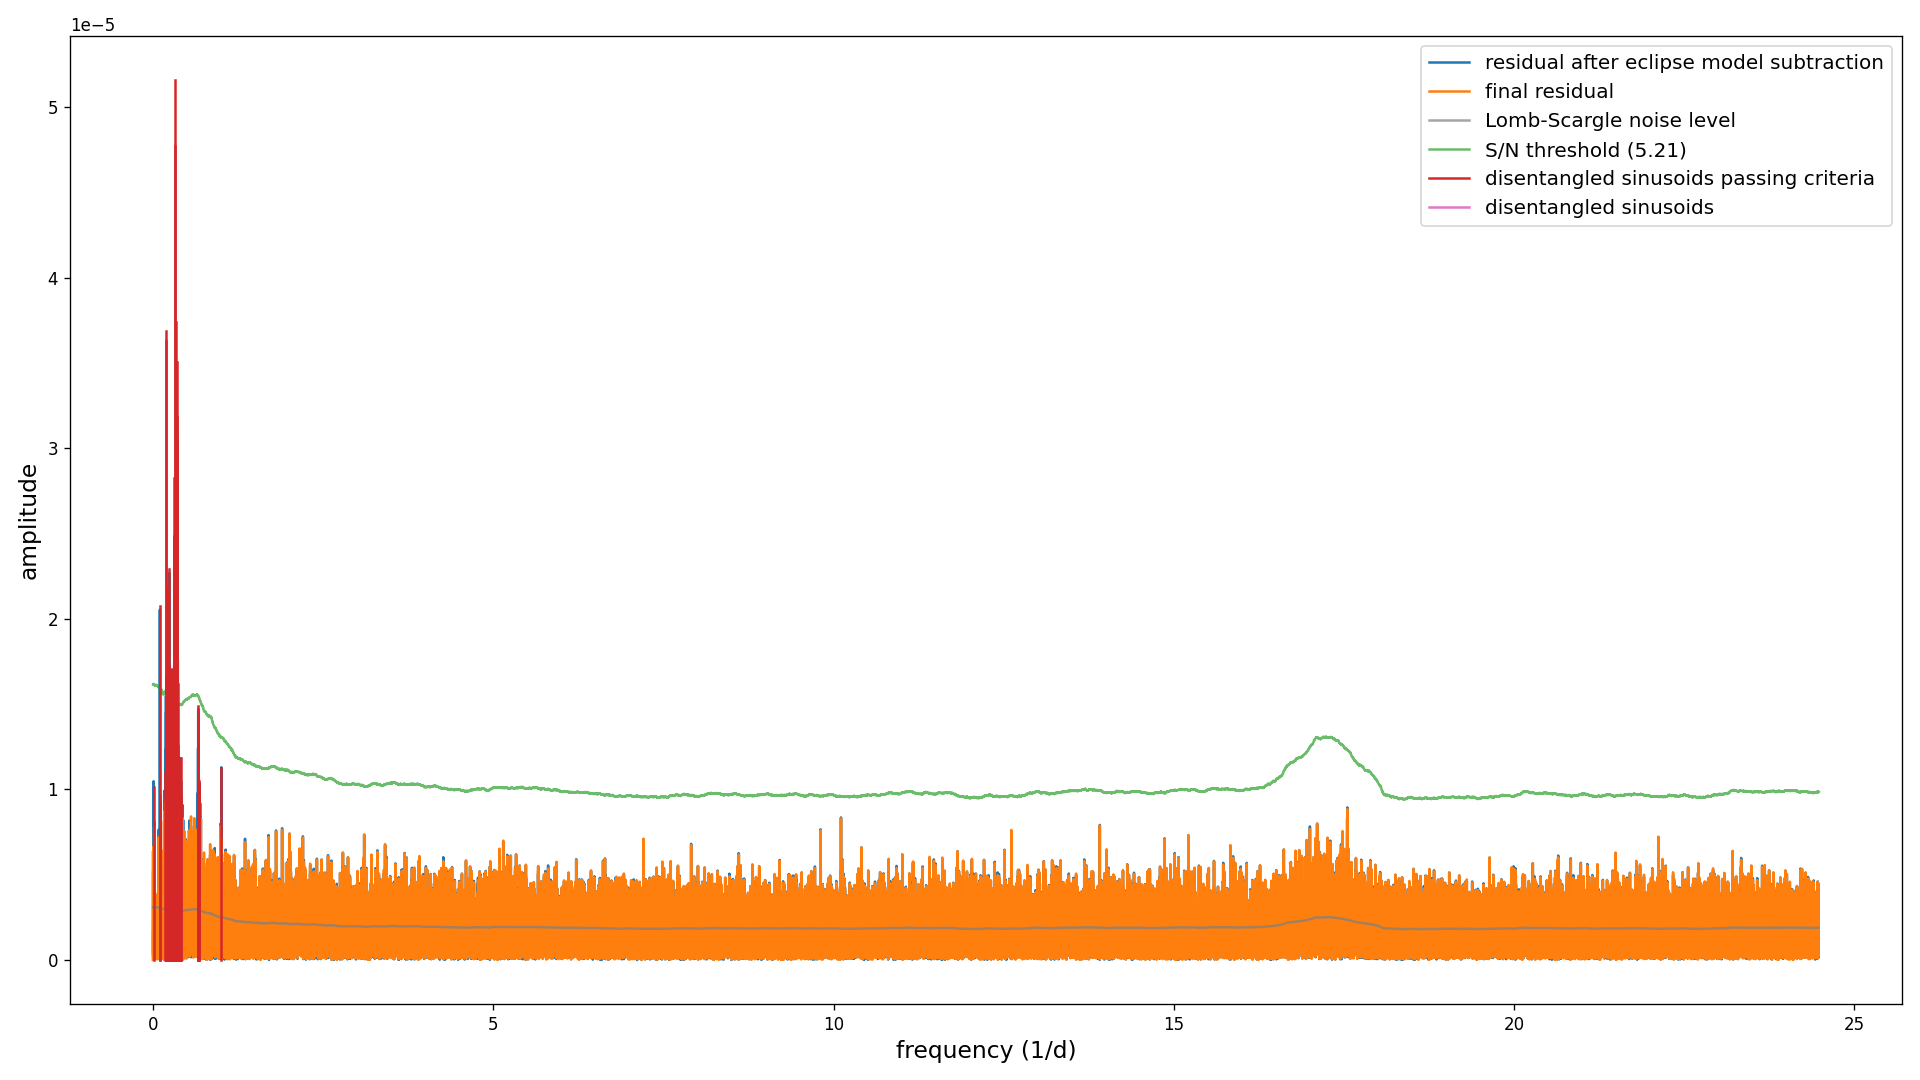 1e−5
residual after eclipse model subtraction
final residual
Lomb-Scargle noise level
S/N threshold (5.21)
disentangled sinusoids passing criteria
disentangled sinusoids
5
4
3
2
1
0
amplitude
0 5 10 15 20 25
frequency (1/d)